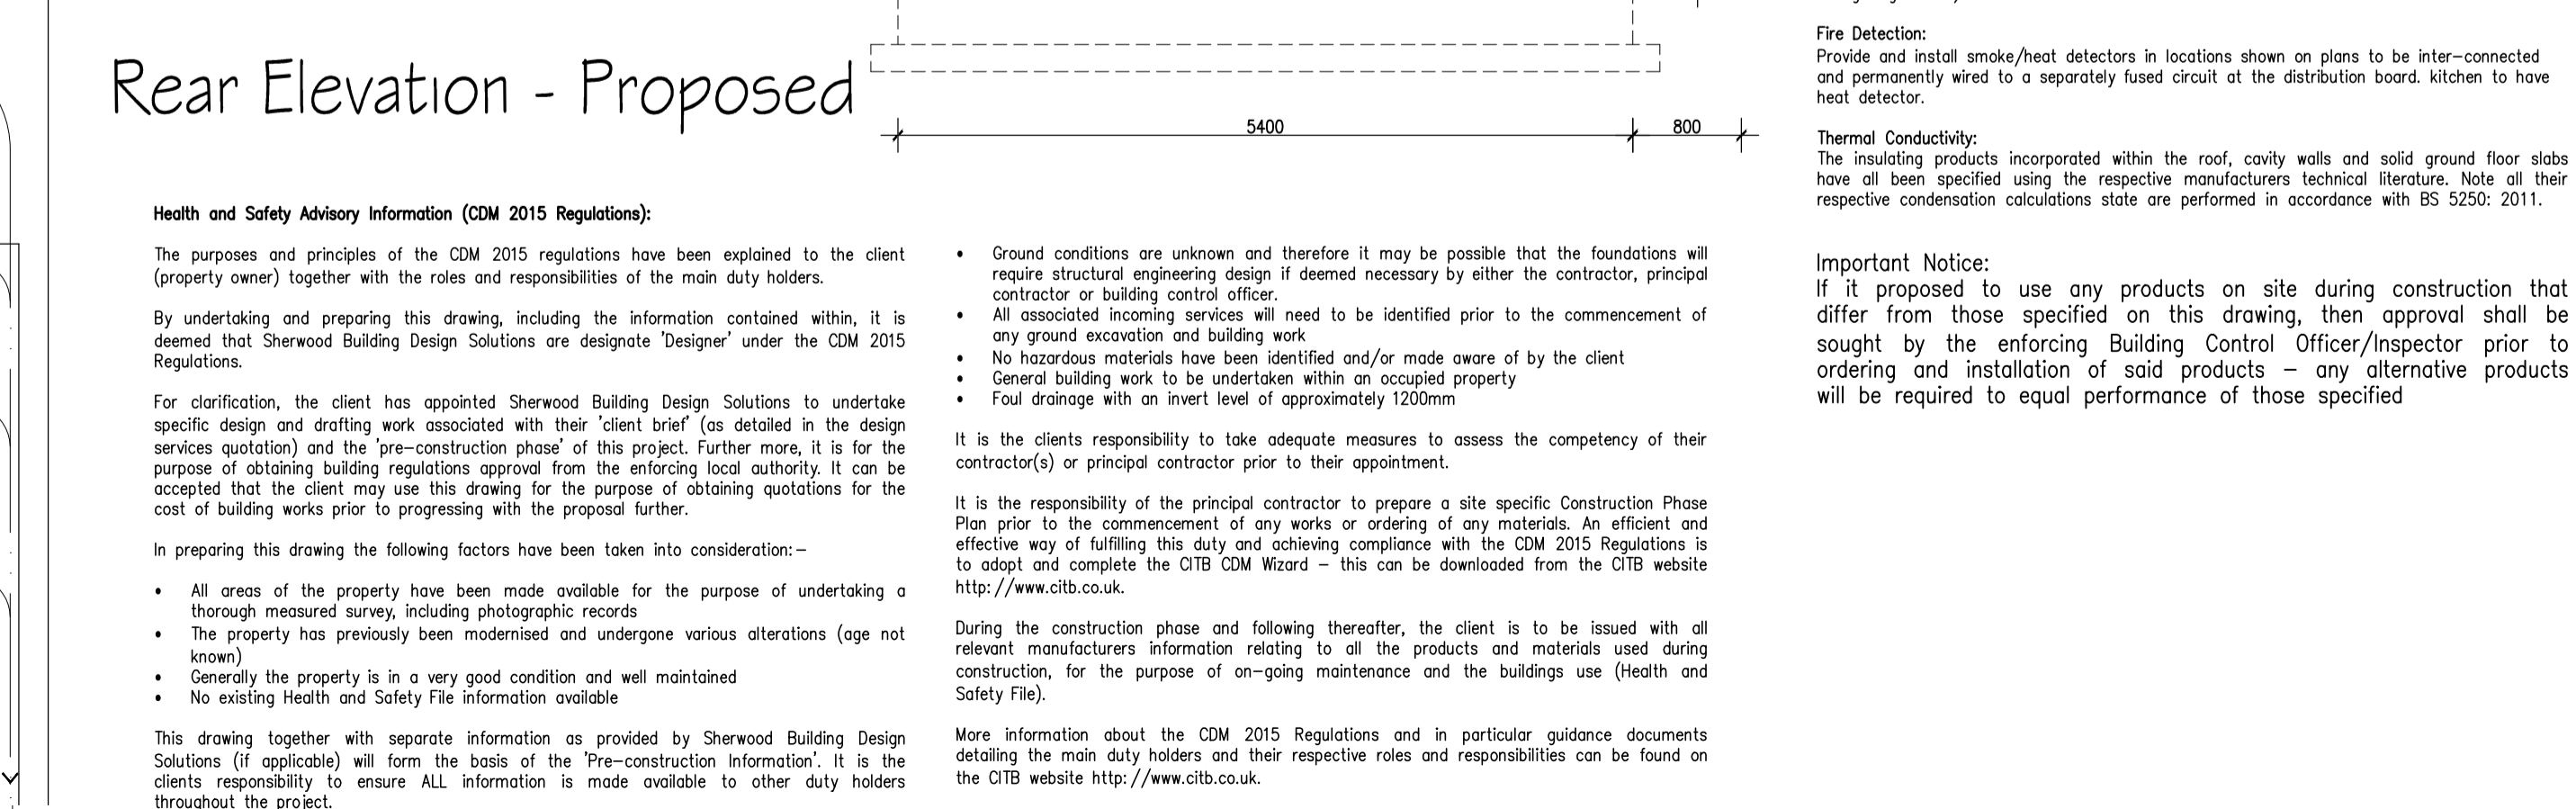 Rear Elevation - Proposed
5400
800
Health and Safety Advisory Information (CDM 2015 Regulations):
The purposes and principles of the CDM 2015 regulations have been explained to the client
(property owner) together with the roles and responsibilities of the main duty holders.
By undertaking and preparing this drawing, including the information contained within, it is
deemed that Sherwood Building Design Solutions are designate 'Designer' under the CDM 2015
Regulations.
For clarification, the client has appointed Sherwood Building Design Solutions to undertake
specific design and drafting work associated with their 'client brief' (as detailed in the design
services quotation) and the 'pre-construction phase' of this project. Further more, it is for the
purpose of obtaining building regulations approval from the enforcing local authority. It can be
accepted that the client may use this drawing for the purpose of obtaining quotations for the
cost of building works prior to progressing with the proposal further.
In preparing this drawing the following factors have been taken into consideration:-
• All areas of the property have been made available for the purpose of undertaking a
thorough measured survey, including photographic records
• The property has previously been modernised and undergone various alterations (age not
known)
• Generally the property is in a very good condition and well maintained
• No existing Health and Safety File information available
This drawing together with separate information as provided by Sherwood Building Design
Solutions (if applicable) will form the basis of the 'Pre-construction Information'. It is the
clients responsibility to ensure ALL information is made available to other duty holders
throughout the project.
• Ground conditions are unknown and therefore it may be possible that the foundations will
require structural engineering design if deemed necessary by either the contractor, principal
contractor or building control officer.
• All associated incoming services will need to be identified prior to the commencement of
any ground excavation and building work
• No hazardous materials have been identified and/or made aware of by the client
• General building work to be undertaken within an occupied property
• Foul drainage with an invert level of approximately 1200mm
It is the clients responsibility to take adequate measures to assess the competency of their
contractor(s) or principal contractor prior to their appointment.
It is the responsibility of the principal contractor to prepare a site specific Construction Phase
Plan prior to the commencement of any works or ordering of any materials. An efficient and
effective way of fulfilling this duty and achieving compliance with the CDM 2015 Regulations is
to adopt and complete the CITB CDM Wizard - this can be downloaded from the CITB website
http://www.citb.co.uk.
During the construction phase and following thereafter, the client is to be issued with all
relevant manufacturers information relating to all the products and materials used during
construction, for the purpose of on-going maintenance and the buildings use (Health and
Safety File).
More information about the CDM 2015 Regulations and in particular guidance documents
detailing the main duty holders and their respective roles and responsibilities can be found on
the CITB website http://www.citb.co.uk.
Fire Detection:
Provide and install smoke/heat detectors in locations shown on plans to be inter-connected
and permanently wired to a separately fused circuit at the distribution board. kitchen to have
heat detector.
Thermal Conductivity:
The insulating products incorporated within the roof, cavity walls and solid ground floor slabs
have all been specified using the respective manufacturers technical literature. Note all their
respective condensation calculations state are performed in accordance with BS 5250: 2011.
Important Notice:
If it proposed to use any products on site during construction that
differ from those specified on this drawing, then approval shall be
sought by the enforcing Building Control Officer/Inspector prior to
ordering and installation of said products - any alternative products
will be required to equal performance of those specified